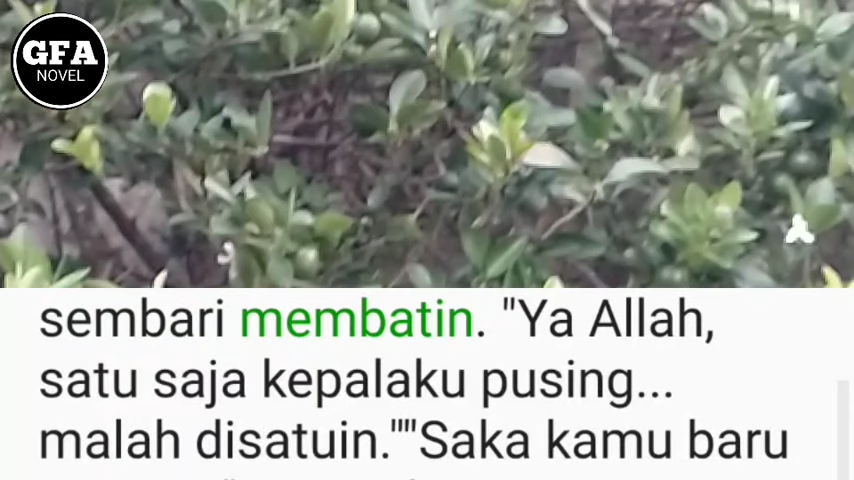 GFA
NOVEL
sembari membatin. "Ya Allah,
satu saja kepalaku pusing...
malah disatuin.""Saka kamu baru